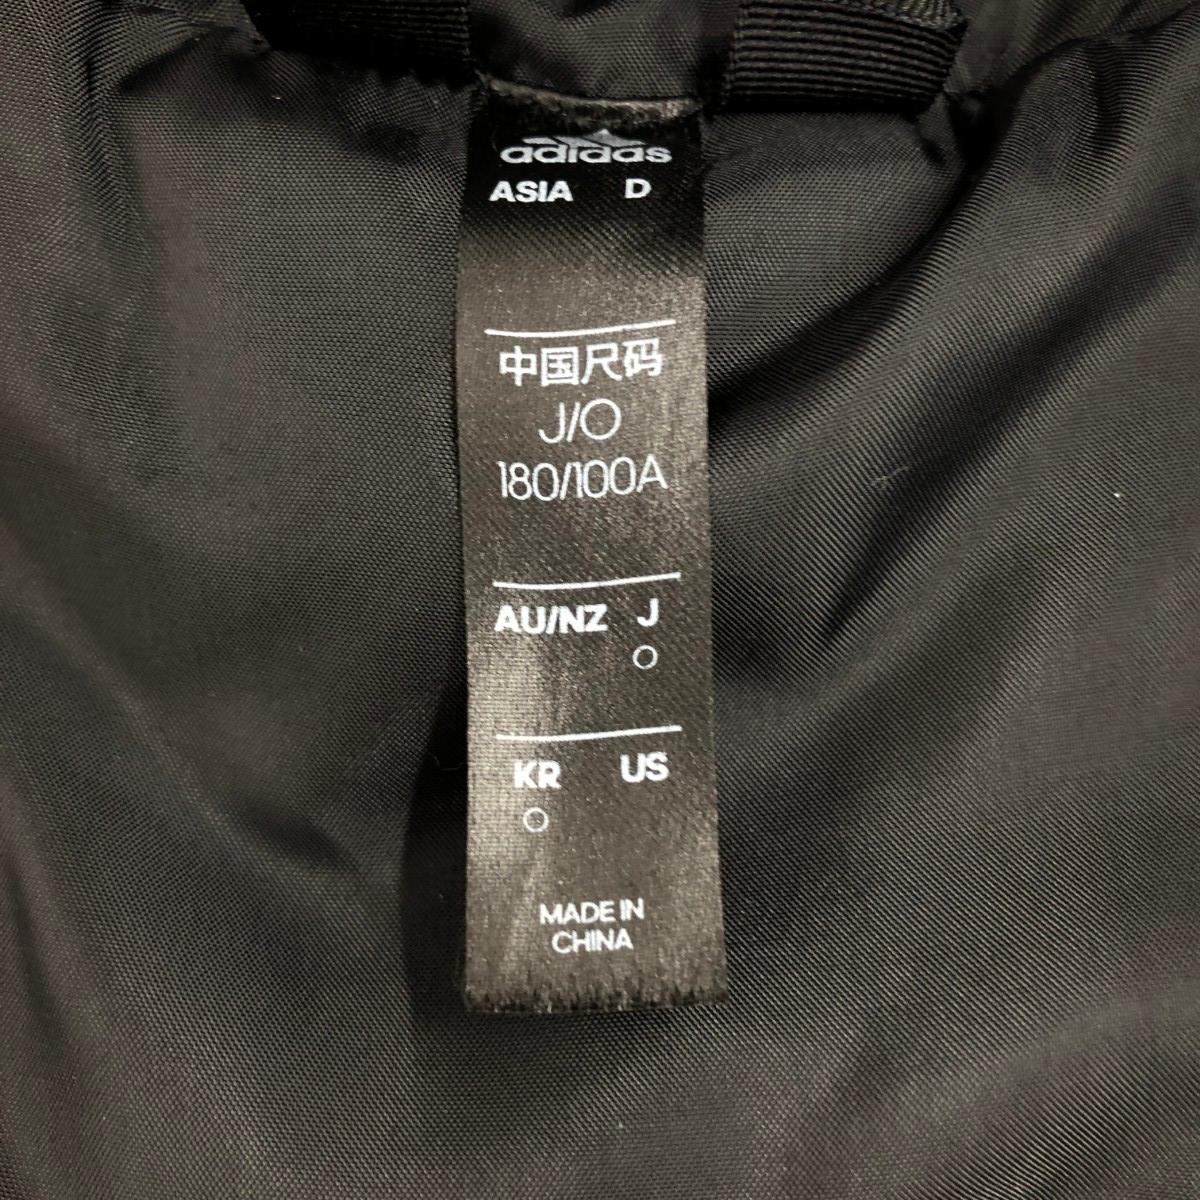 adidas
ASIA D
中国尺码
J/O
180/100A
AU/NZ J
O
KR US
O
MADE IN
CHINA